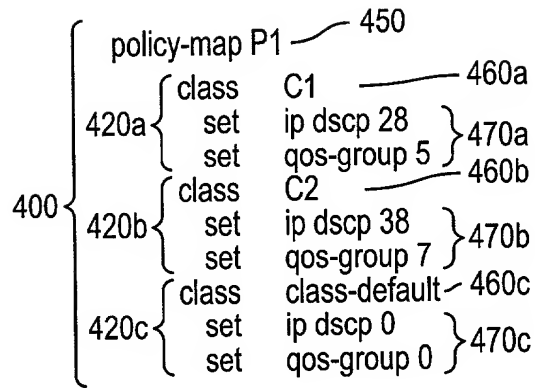 policy-map P1 450
class C1 460a
420a set ip dscp 28 470a
set qos-group 5
class C2 460b
400 420b set ip dscp 38 470b
set qos-group 7
class class-default 460c
420c set ip dscp 0 470c
set qos-group 0